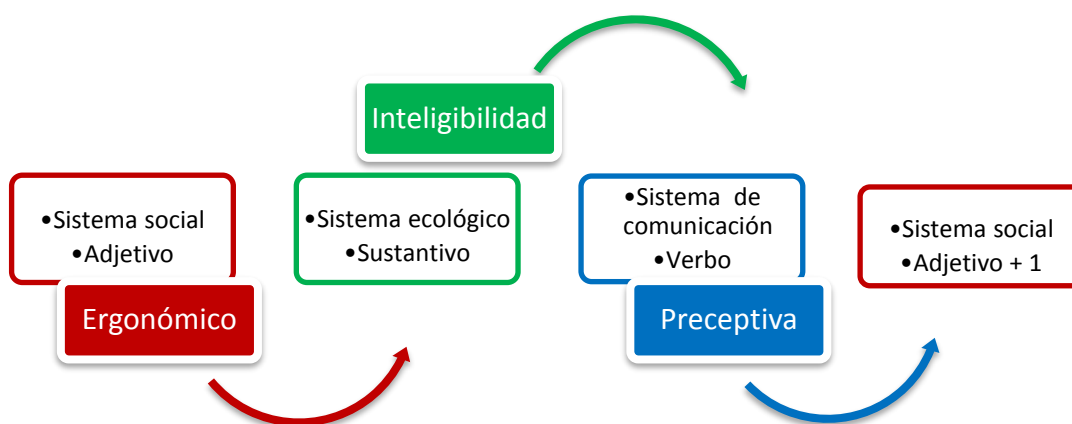 Inteligibilidad
•Sistema social
•Adjetivo
Ergonómico
•Sistema ecológico
•Sustantivo
•Sistema de
comunicación
•Verbo
Preceptiva
•Sistema social
•Adjetivo + 1